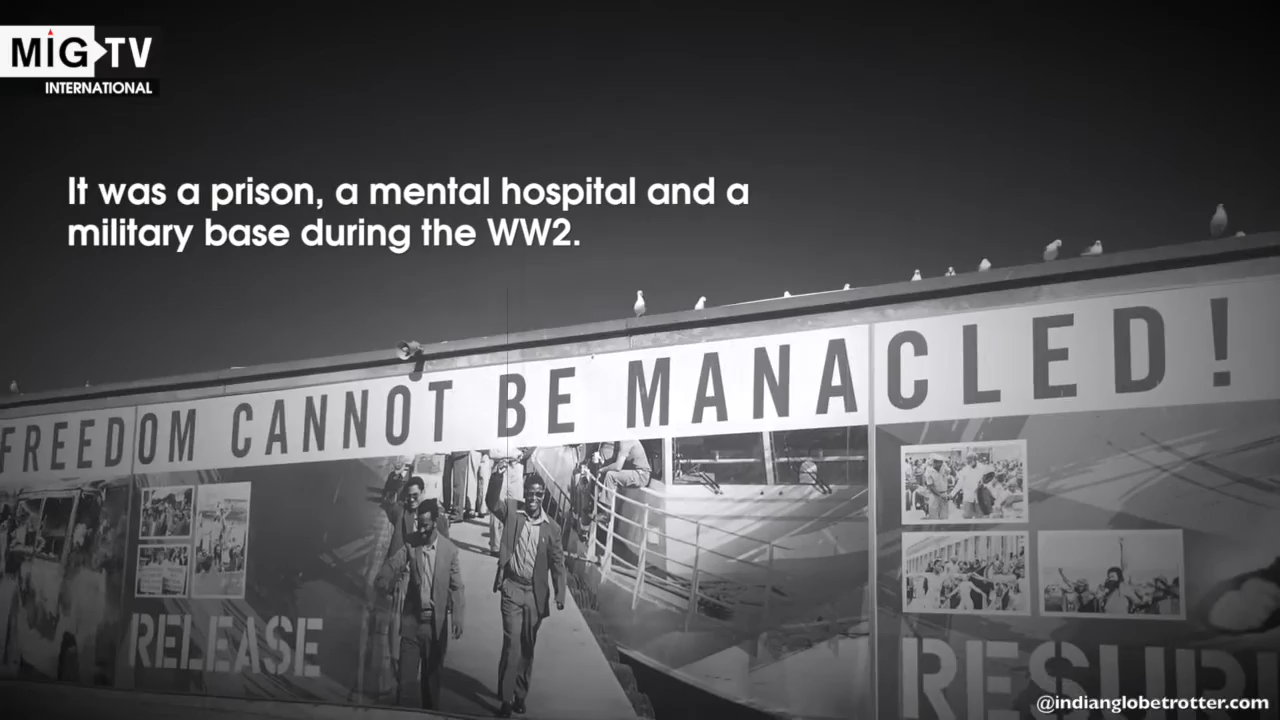 MiG TV
INTERNATIONAL
It was a prison, a mental hospital and a
military base during the WW2.
FREEDOM CANNOT BE MANACLED!
RELEASE
@indianglobetrotter.com